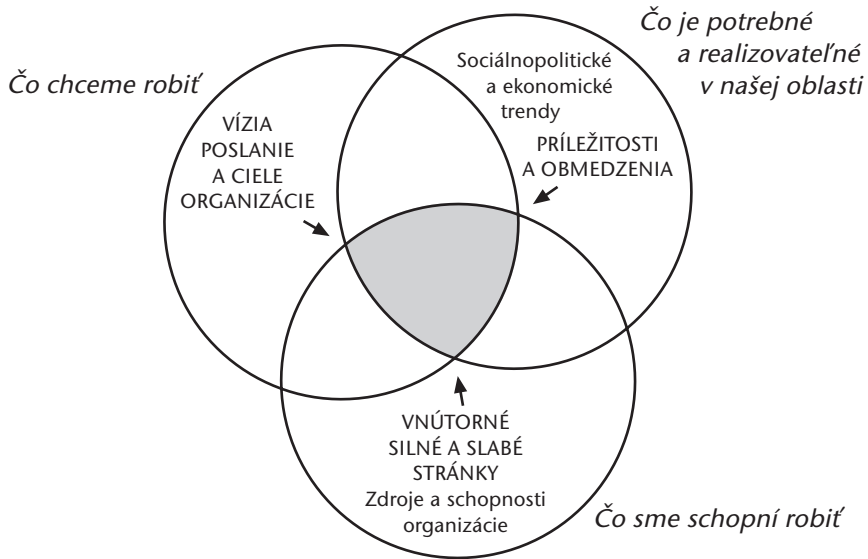 Čo chceme robiť
VÍZIA
POSLANIE
A CIELE
ORGANIZÁCIE
Čo je potrebné
a realizovateľné
v našej oblasti
Sociálnopolitické
a ekonomické
trendy
PRÍLEŽITOSTI
A OBMEDZENIA
VNÚTORNÉ
SILNÉ A SLABÉ
STRÁNKY
Zdroje a schopnosti
organizácie
Čo sme schopní robiť